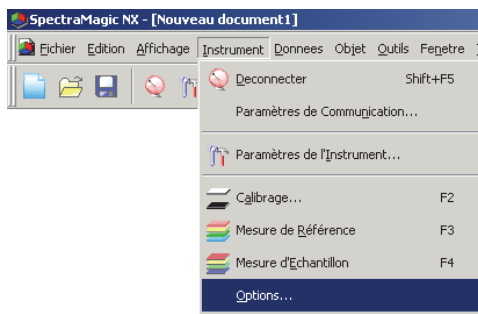 SpectraMagic NX - [Nouveau document1]
Fichier Edition Affichage Instrument Donnees Objet Outils Fenetre
Deconnecter Shift+F5
Paramètres de Communication...
Paramètres de l'Instrument...
Calibrage... F2
Mesure de Référence F3
Mesure d'Echantillon F4
Options...